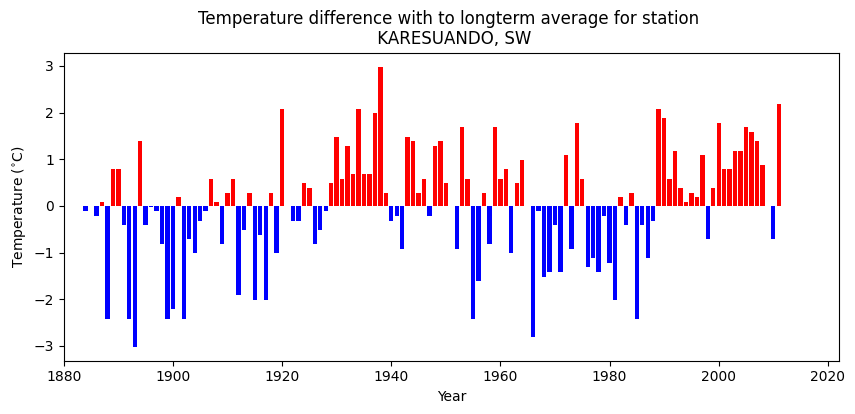 Temperature difference with to longterm average for station
KARESUANDO, SW
Temperature (°C)
3
2
1
0
−1
−2
−3
1880 1900 1920 1940 1960 1980 2000 2020
Year